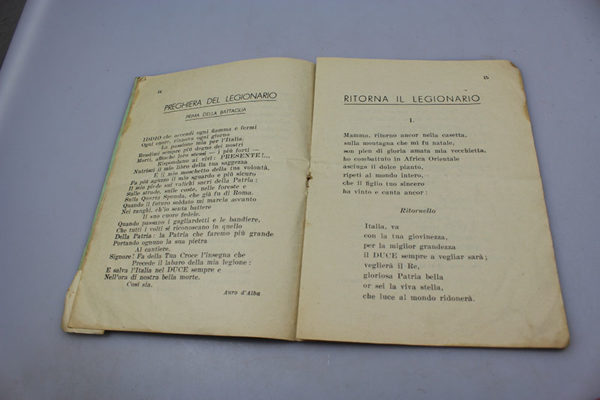 14
PREGHIERA DEL LEGIONARIO
PRIMA DELLA BATTAGLIA
IDDIO che accendi ogni fiamma e fermi
Ogni cuore, rinnova ogni giorno
La passione mia per l'Italia.
Rendimi sempre più degno dei nostri
Morti, affinchè loro stessi — i più forti —
Rispondano ai vivi: PRESENTE!...
Nutrisci il mio libro della tua saggezza
E il mio moschetto della tua volontà.
Fa più aguzzo il mio sguardo e più sicuro
Il mio piede sui valichi sacri della Patria:
Sulle strade, sulle coste, nelle foreste e
Sulla Quarta Sponda, che già fu di Roma.
Quando il futuro soldato mi marcia accanto
Nei ranghi, ch'io senta battere
Il suo cuore fedele.
Quando passano i gagliardetti e le bandiere,
Che tutti i volti si riconoscano in quello
Della Patria: la Patria che faremo più grande
Portando ognuno la sua pietra
Al cantiere.
Signore! Fa della Tua Croce l'insegna che
Precede il labaro della mia legione:
E salva l'Italia nel DUCE sempre e
Nell'ora di nostra bella morte.
Così sia.
Auro d'Alba
15
RITORNA IL LEGIONARIO
I.
Mamma, ritorno ancor nella casetta,
sulla montagna che mi fu natale,
son pien di gloria amata mia vecchietta,
ho combattuto in Africa Orientale
asciuga il dolce pianto,
ripeti al mondo intero,
che il figlio tuo sincero
ha vinto e canta ancor:
Ritornello
Italia, va
con la tua giovinezza,
per la miglior grandezza
il DUCE sempre a vegliar sarà;
veglierà il Re,
gloriosa Patria bella
or sei la viva stella,
che luce al mondo ridonerà.